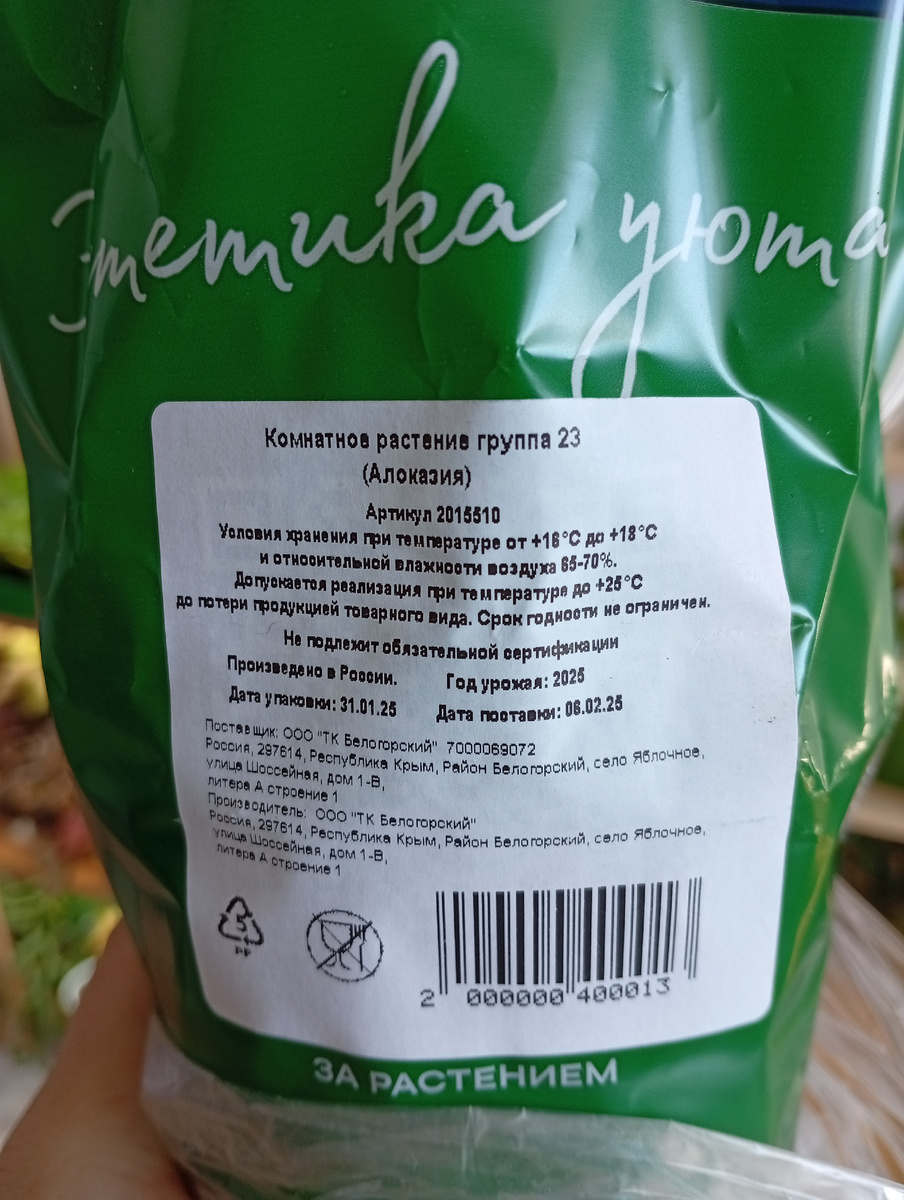 Эстетика уюта
Комнатное растение группа 23
(Алоказия)
Артикул 2015510
Условия хранения при температуре от +16°C до +18°C
и относительной влажности воздуха 65-70%.
Допускается реализация при температуре до +25°C
до потери продукцией товарного вида. Срок годности не ограничен.
Не подлежит обязательной сертификации
Произведено в России. Год урожая: 2025
Дата упаковки: 31.01.25 Дата поставки: 06.02.25
Поставщик: ООО "ТК Белогорский" 7000069072
Россия, 297614, Республика Крым, Район Белогорский, село Яблочное,
улица Шоссейная, дом 1-В,
литера А строение 1
Производитель: ООО "ТК Белогорский"
Россия, 297614, Республика Крым, Район Белогорский, село Яблочное,
улица Шоссейная, дом 1-В,
литера А строение 1
5
PP
2 000000 400013
ЗА РАСТЕНИЕМ